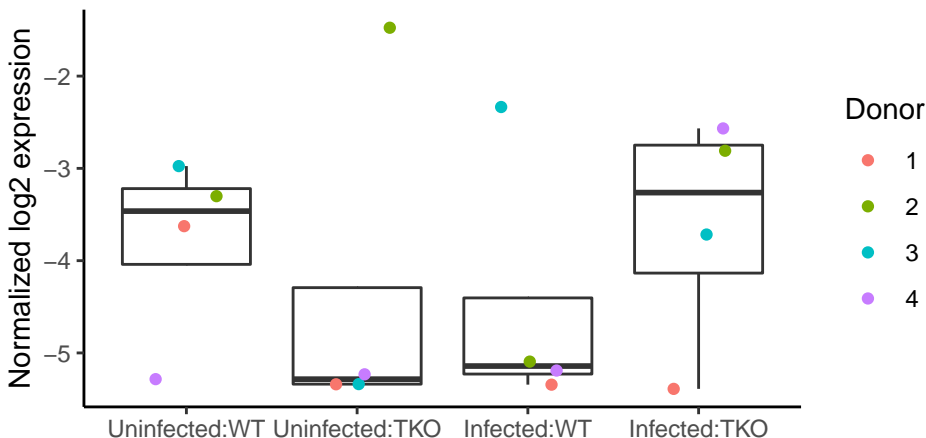 Normalized log2 expression
−2
−3
−4
−5
Uninfected:WT
Uninfected:TKO
Infected:WT
Infected:TKO
Donor
1
2
3
4